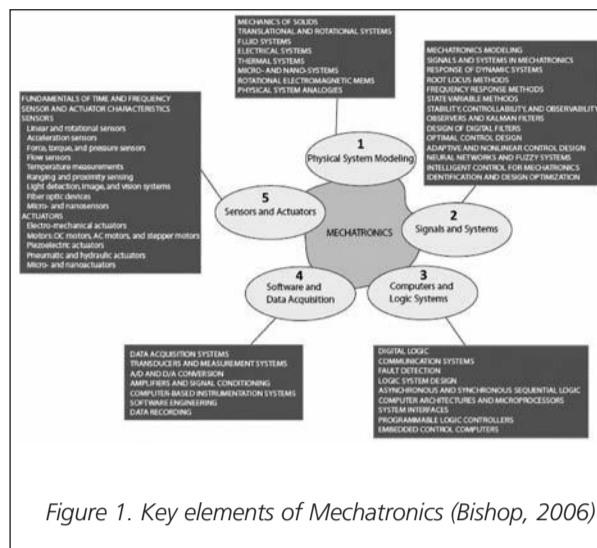 MECHANICS OF SOLIDS
TRANSLATIONAL AND ROTATIONAL SYSTEMS
FLUID SYSTEMS
ELECTRICAL SYSTEMS
THERMAL SYSTEMS
MICRO- AND NANO-SYSTEMS
ROTATIONAL ELECTROMAGNETIC MEMS
PHYSICAL SYSTEM ANALOGIES
MECHATRONICS MODELING
SIGNALS AND SYSTEMS IN MECHATRONICS
RESPONSE OF DYNAMIC SYSTEMS
ROOT LOCUS METHODS
FREQUENCY RESPONSE METHODS
STATE VARIABLE METHODS
STABILITY, CONTROLLABILITY, AND OBSERVABILITY
OBSERVERS AND KALMAN FILTERS
DESIGN OF DIGITAL FILTERS
OPTIMAL CONTROL DESIGN
ADAPTIVE AND NONLINEAR CONTROL DESIGN
NEURAL NETWORKS AND FUZZY SYSTEMS
INTELLIGENT CONTROL FOR MECHATRONICS
IDENTIFICATION AND DESIGN OPTIMIZATION
FUNDAMENTALS OF TIME AND FREQUENCY
SENSOR AND ACTUATOR CHARACTERISTICS
SENSORS
Linear and rotational sensors
Acceleration sensors
Force, torque, and pressure sensors
Flow sensors
Temperature measurements
Ranging and proximity sensing
Light detection, image, and vision systems
Fiber optic devices
Micro- and nanosensors
ACTUATORS
Electro-mechanical actuators
Motors: DC motors, AC motors, and stepper motors
Piezoelectric actuators
Pneumatic and hydraulic actuators
Micro- and nanoactuators
1
Physical System Modeling
5
Sensors and Actuators
MECHATRONICS
2
Signals and Systems
4
Software and
Data Acquisition
3
Computers and
Logic Systems
DATA ACQUISITION SYSTEMS
TRANSDUCERS AND MEASUREMENT SYSTEMS
A/D AND D/A CONVERSION
AMPLIFIERS AND SIGNAL CONDITIONING
COMPUTER-BASED INSTRUMENTATION SYSTEMS
SOFTWARE ENGINEERING
DATA RECORDING
DIGITAL LOGIC
COMMUNICATION SYSTEMS
FAULT DETECTION
LOGIC SYSTEM DESIGN
ASYNCHRONOUS AND SYNCHRONOUS SEQUENTIAL LOGIC
COMPUTER ARCHITECTURES AND MICROPROCESSORS
SYSTEM INTERFACES
PROGRAMMABLE LOGIC CONTROLLERS
EMBEDDED CONTROL COMPUTERS
Figure 1. Key elements of Mechatronics (Bishop, 2006)